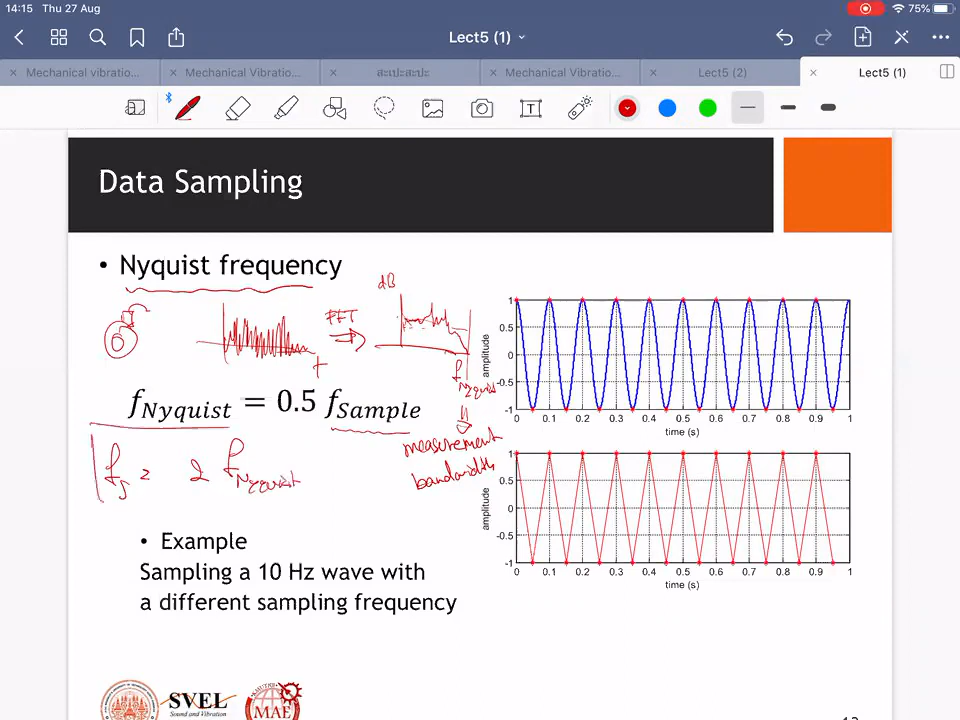 14:15 Thu 27 Aug 75%
Lect5 (1)
Mechanical vibratio... Mechanical Vibration... สะเปะสะปะ Mechanical Vibratio... Lect5 (2) Lect5 (1)
Data Sampling
• Nyquist frequency
dB
FFT
t
f Nyquist
measurement
bandwidth
f_Nyquist = 0.5 f_Sample
f_s = 2 f_Nyquist
• Example
Sampling a 10 Hz wave with
a different sampling frequency
1
0.5
0
-0.5
-1
amplitude
0 0.1 0.2 0.3 0.4 0.5 0.6 0.7 0.8 0.9 1
time (s)
1
0.5
0
-0.5
-1
amplitude
0 0.1 0.2 0.3 0.4 0.5 0.6 0.7 0.8 0.9 1
time (s)
SVEL
Sound and Vibration
MAE